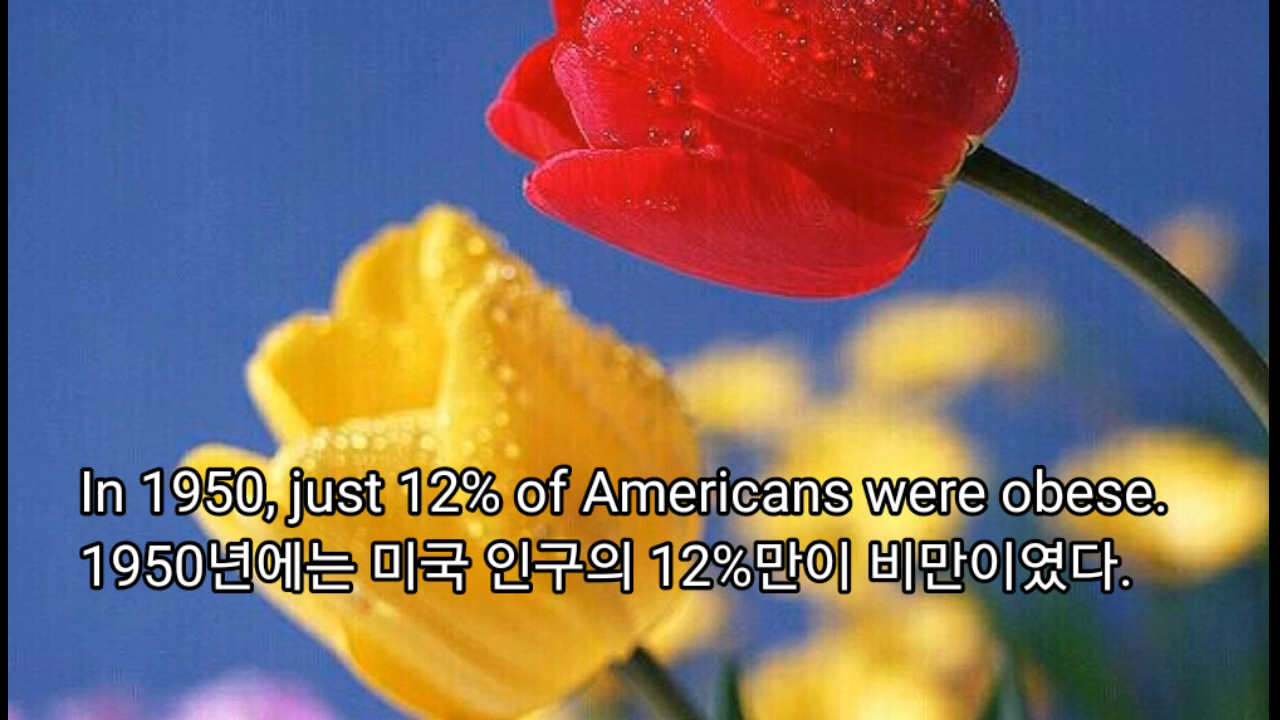 In 1950, just 12% of Americans were obese.
1950년에는 미국 인구의 12%만이 비만이였다.